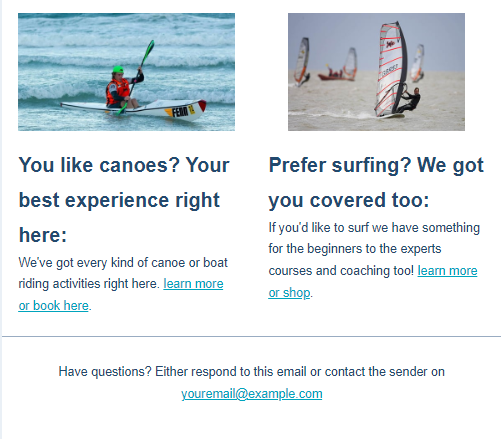 You like canoes? Your
best experience right
here:
We've got every kind of canoe or boat
riding activities right here. learn more
or book here.
Prefer surfing? We got
you covered too:
If you'd like to surf we have something
for the beginners to the experts
courses and coaching too! learn more
or shop.
Have questions? Either respond to this email or contact the sender on
youremail@example.com